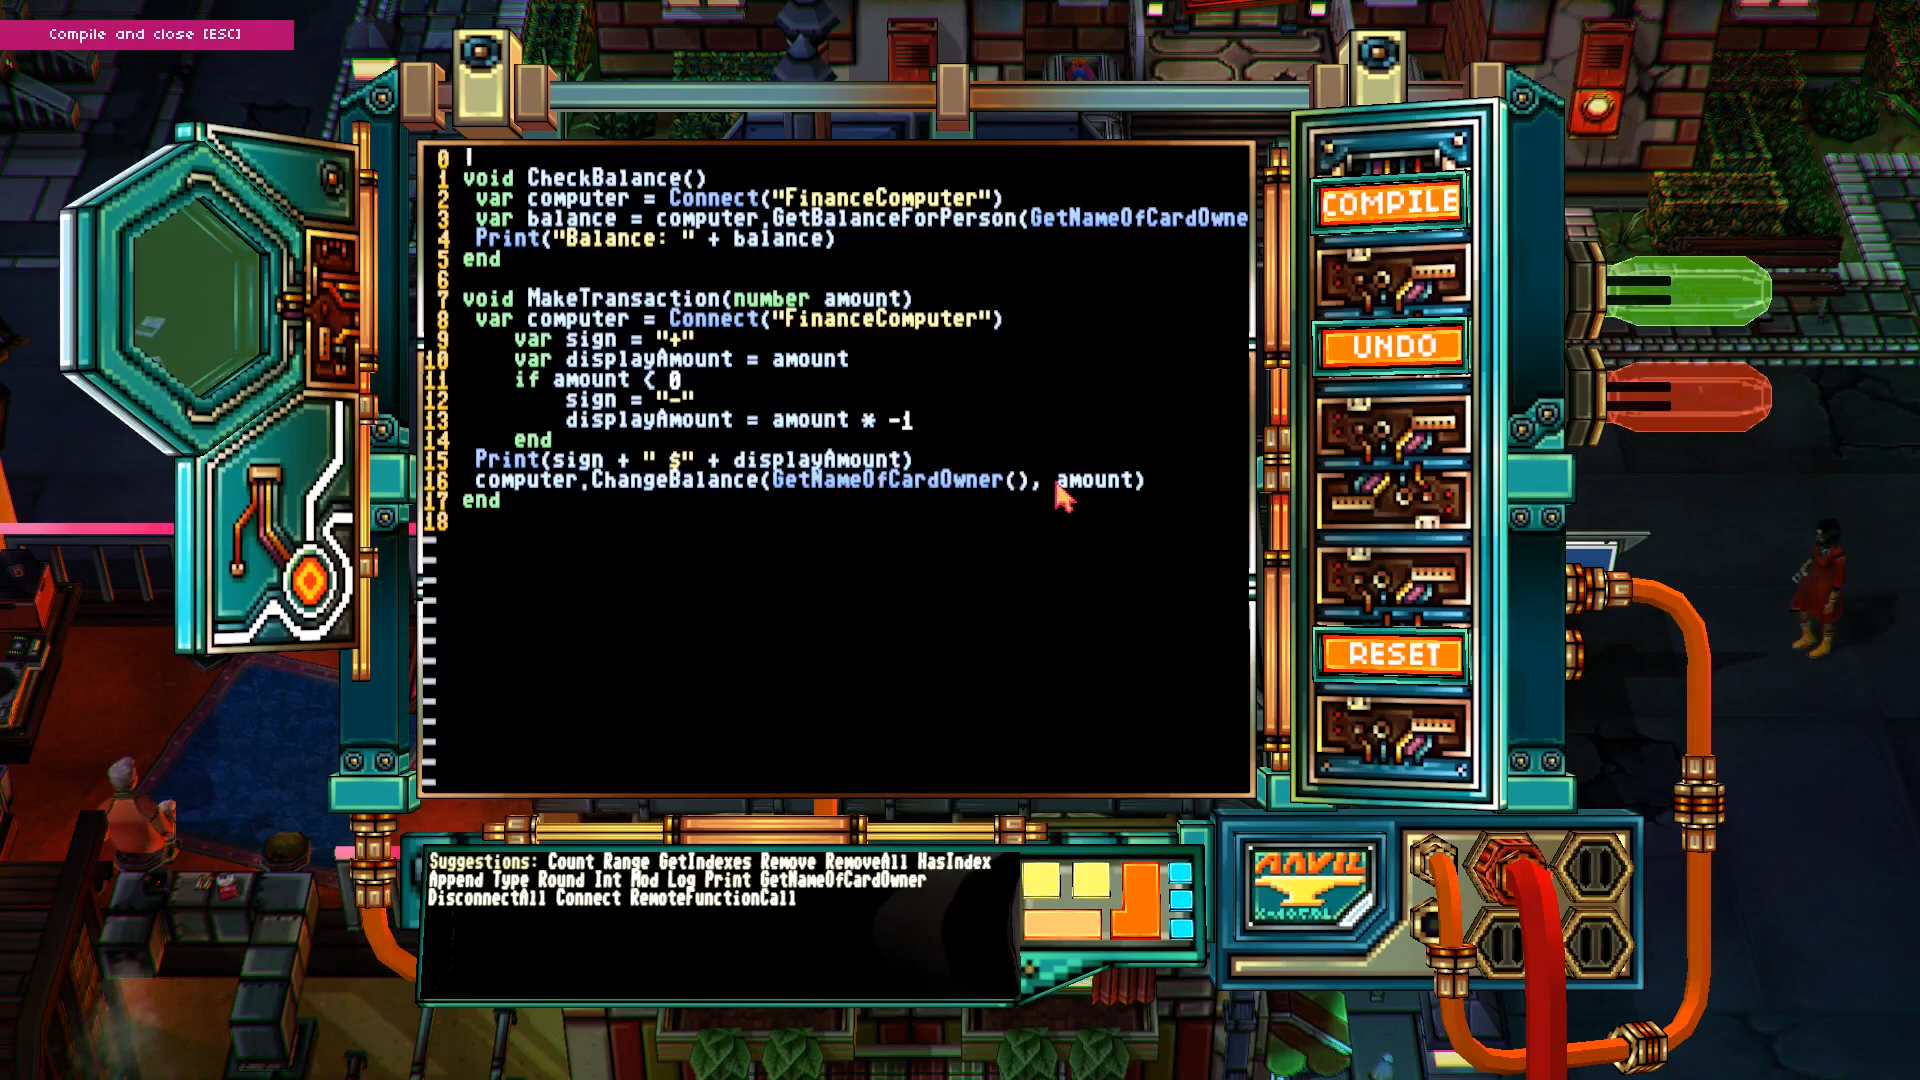 Compile and close [ESC]
0
1 void CheckBalance()
2 var computer = Connect("FinanceComputer")
3 var balance = computer.GetBalanceForPerson(GetNameOfCardOwne
4 Print("Balance: " + balance)
5 end
6
7 void MakeTransaction(number amount)
8 var computer = Connect("FinanceComputer")
9 var sign = "+"
10 var displayAmount = amount
11 if amount < 0
12 sign = "-"
13 displayAmount = amount * -1
14 end
15 Print(sign + " $" + displayAmount)
16 computer.ChangeBalance(GetNameOfCardOwner(), amount)
17 end
18
COMPILE
UNDO
RESET
Suggestions: Count Range GetIndexes Remove RemoveAll HasIndex
Append Type Round Int Mod Log Print GetNameOfCardOwner
DisconnectAll Connect RemoteFunctionCall
ANVIL